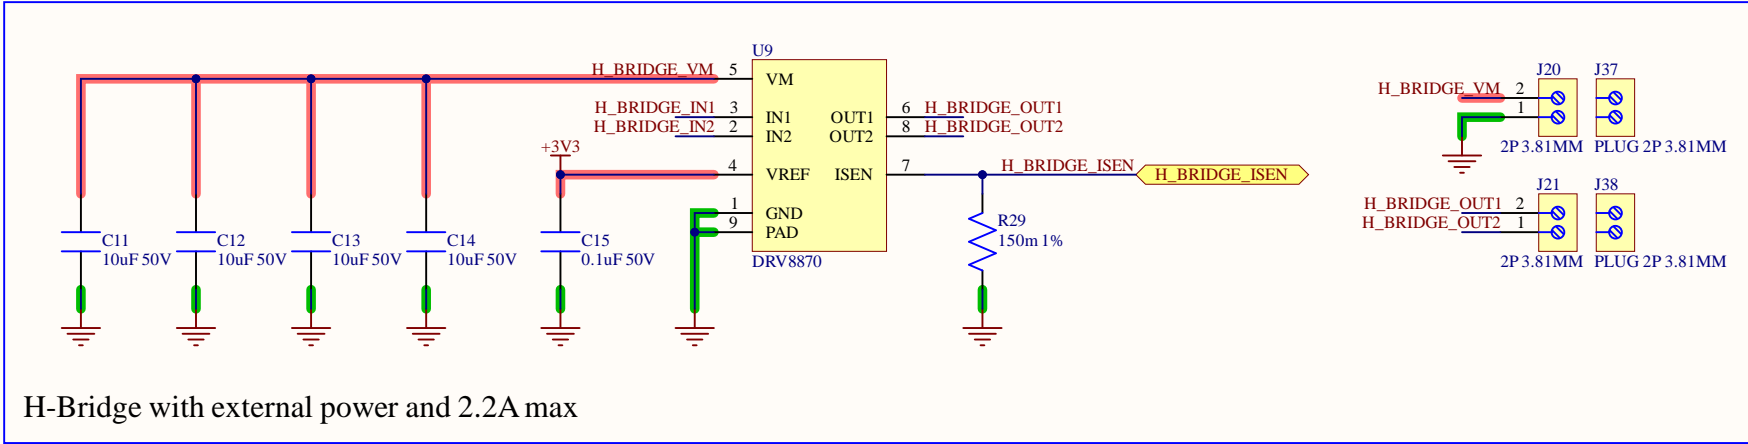 U9
H_BRIDGE_VM 5 VM
H_BRIDGE_IN1 3 IN1
H_BRIDGE_IN2 2 IN2
OUT1 6 H_BRIDGE_OUT1
OUT2 8 H_BRIDGE_OUT2
+3V3
4 VREF
ISEN 7 H_BRIDGE_ISEN
H_BRIDGE_ISEN
1 GND
9 PAD
DRV8870
C11
10uF 50V
C12
10uF 50V
C13
10uF 50V
C14
10uF 50V
C15
0.1uF 50V
R29
150m 1%
J20
H_BRIDGE_VM 2
1
2P 3.81MM
J37
PLUG 2P 3.81MM
J21
H_BRIDGE_OUT1 2
H_BRIDGE_OUT2 1
2P 3.81MM
J38
PLUG 2P 3.81MM
H-Bridge with external power and 2.2A max